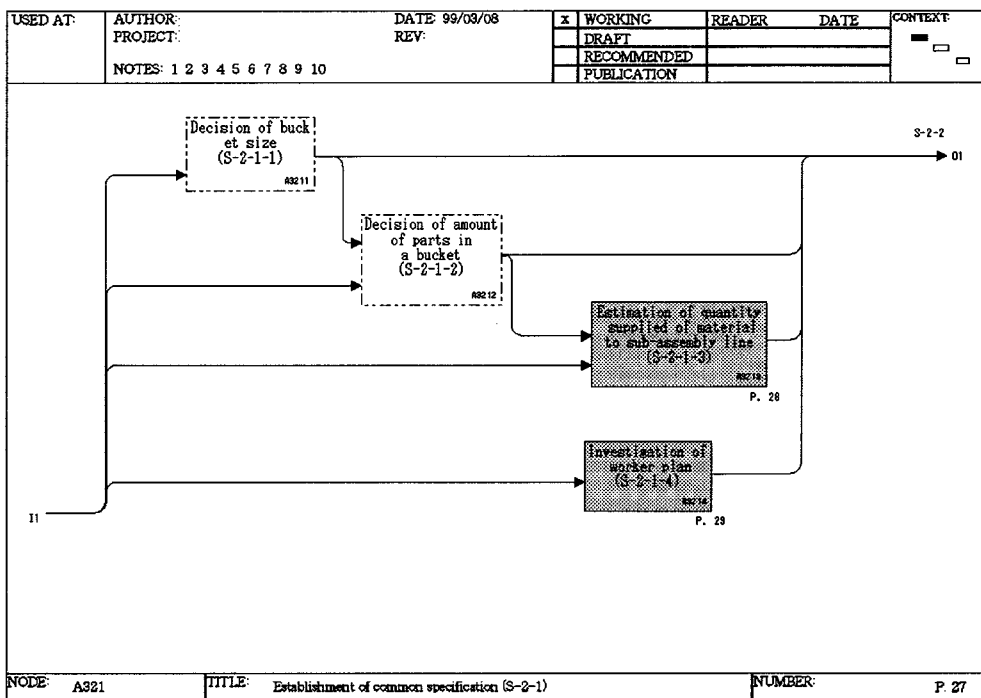 USED AT:
AUTHOR:
DATE: 99/03/08
X WORKING
READER
DATE
CONTEXT:
PROJECT:
REV:
DRAFT
RECOMMENDED
NOTES: 1 2 3 4 5 6 7 8 9 10
PUBLICATION
Decision of buck
et size
(S-2-1-1)
A3211
S-2-2
O1
Decision of amount
of parts in
a bucket
(S-2-1-2)
A3212
Estimation of quantity
supplied of material
to sub-assembly line
(S-2-1-3)
A3213
P. 28
Investigation of
worker plan
(S-2-1-4)
A3214
P. 29
I1
NODE: A321
TITLE: Establishment of common specification (S-2-1)
NUMBER:
P. 27